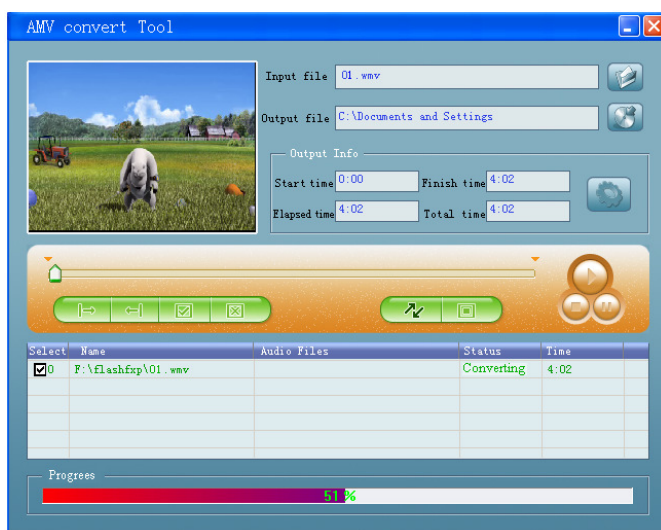 AMV convert Tool
Input file 01.wmv
Output file C:\Documents and Settings
Output Info
Start time 0:00 Finish time 4:02
Elapsed time 4:02 Total time 4:02
Select Name Audio Files Status Time
0 F:\flashfxp\01.wmv Converting 4:02
Progrees
51 %